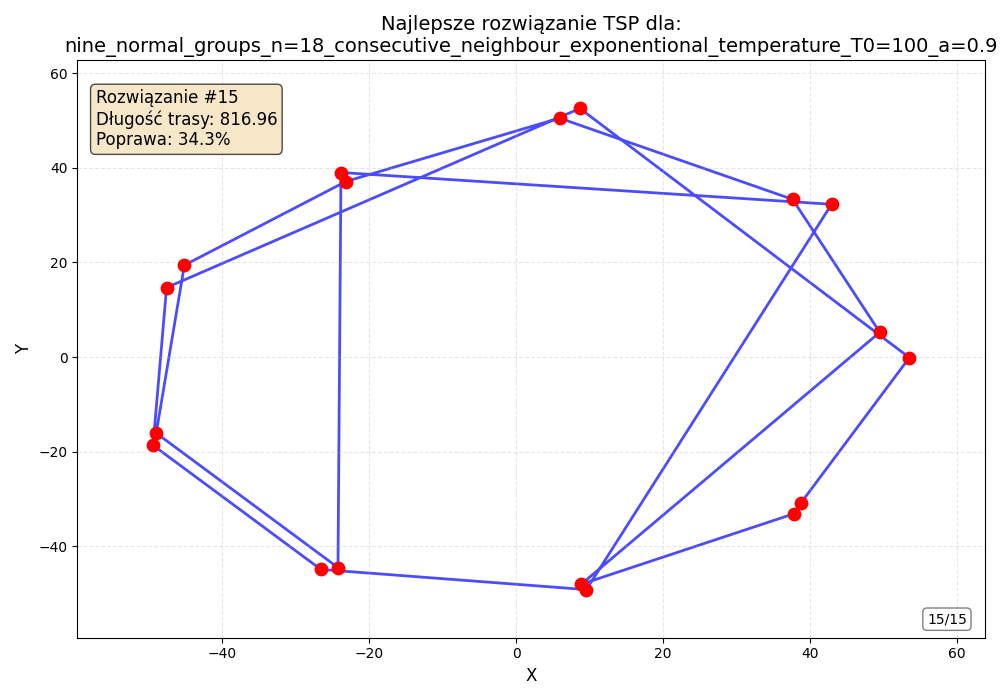 Najlepsze rozwiązanie TSP dla:
nine_normal_groups_n=18_consecutive_neighbour_exponential_temperature_T0=100_a=0.9
Rozwiązanie #15
Długość trasy: 816.96
Poprawa: 34.3%
60
40
20
0
−20
−40
Y
15/15
−40
−20
0
20
40
60
X